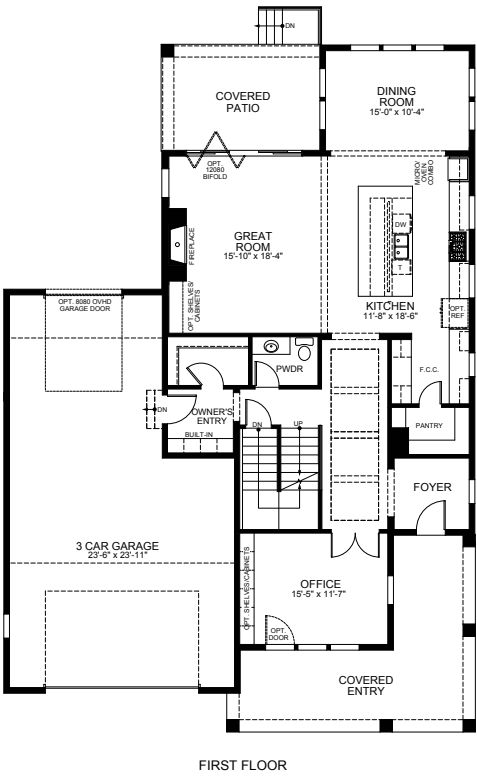 DN
COVERED
PATIO
DINING
ROOM
15'-0" x 10'-4"
OPT.
12080
BIFOLD
MICRO/
OVEN
COMBO
GREAT
ROOM
15'-10" x 18'-4"
FIREPLACE
DW
T
OPT. SHELVES/
CABINETS
KITCHEN
11'-8" x 18'-6"
OPT.
REF
OPT. 8080 OVHD
GARAGE DOOR
PWDR
F.C.C.
DN
OWNER'S
ENTRY
BUILT-IN
DN
UP
PANTRY
FOYER
3 CAR GARAGE
23'-6" x 23'-11"
OPT. SHELVES/CABINETS
OFFICE
15'-5" x 11'-7"
OPT.
DOOR
COVERED
ENTRY
FIRST FLOOR